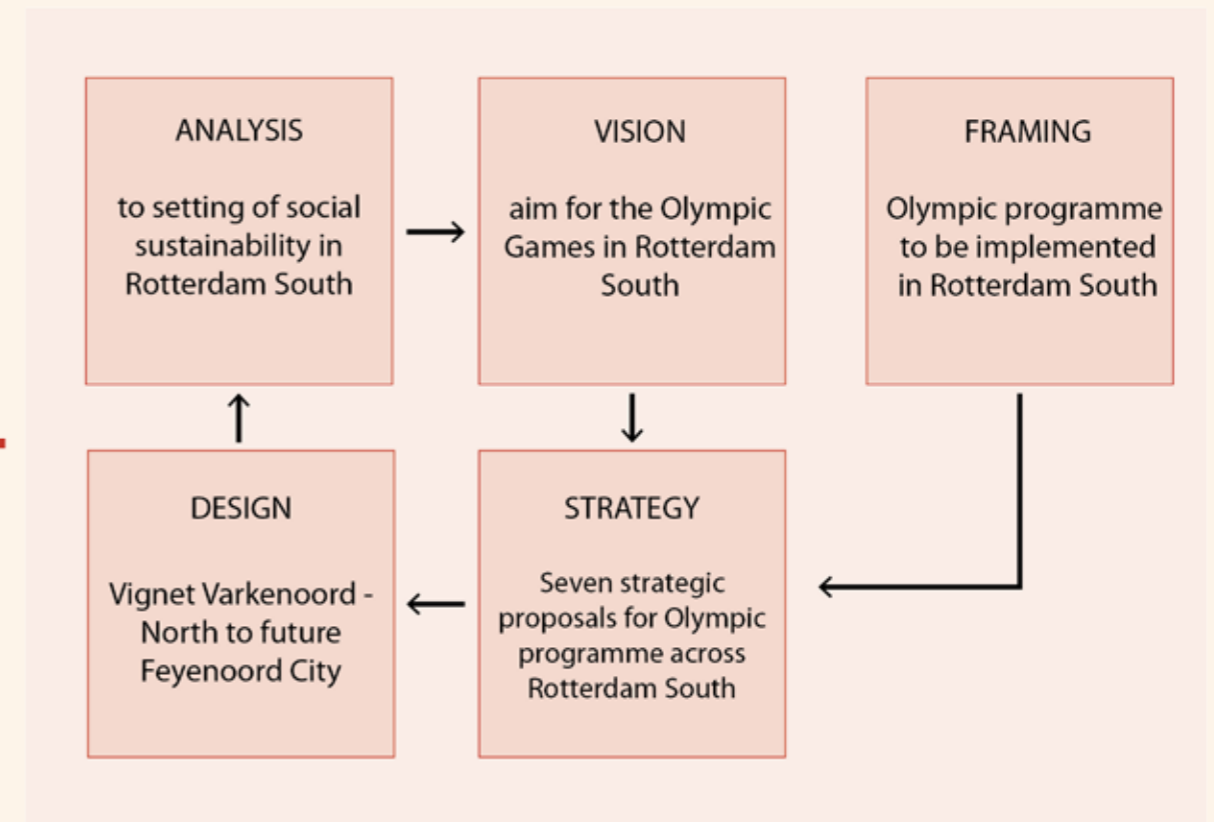 ANALYSIS
to setting of social
sustainability in
Rotterdam South
VISION
aim for the Olympic
Games in Rotterdam
South
FRAMING
Olympic programme
to be implemented
in Rotterdam South
DESIGN
Vignet Varkenoord -
North to future
Feyenoord City
STRATEGY
Seven strategic
proposals for Olympic
programme across
Rotterdam South